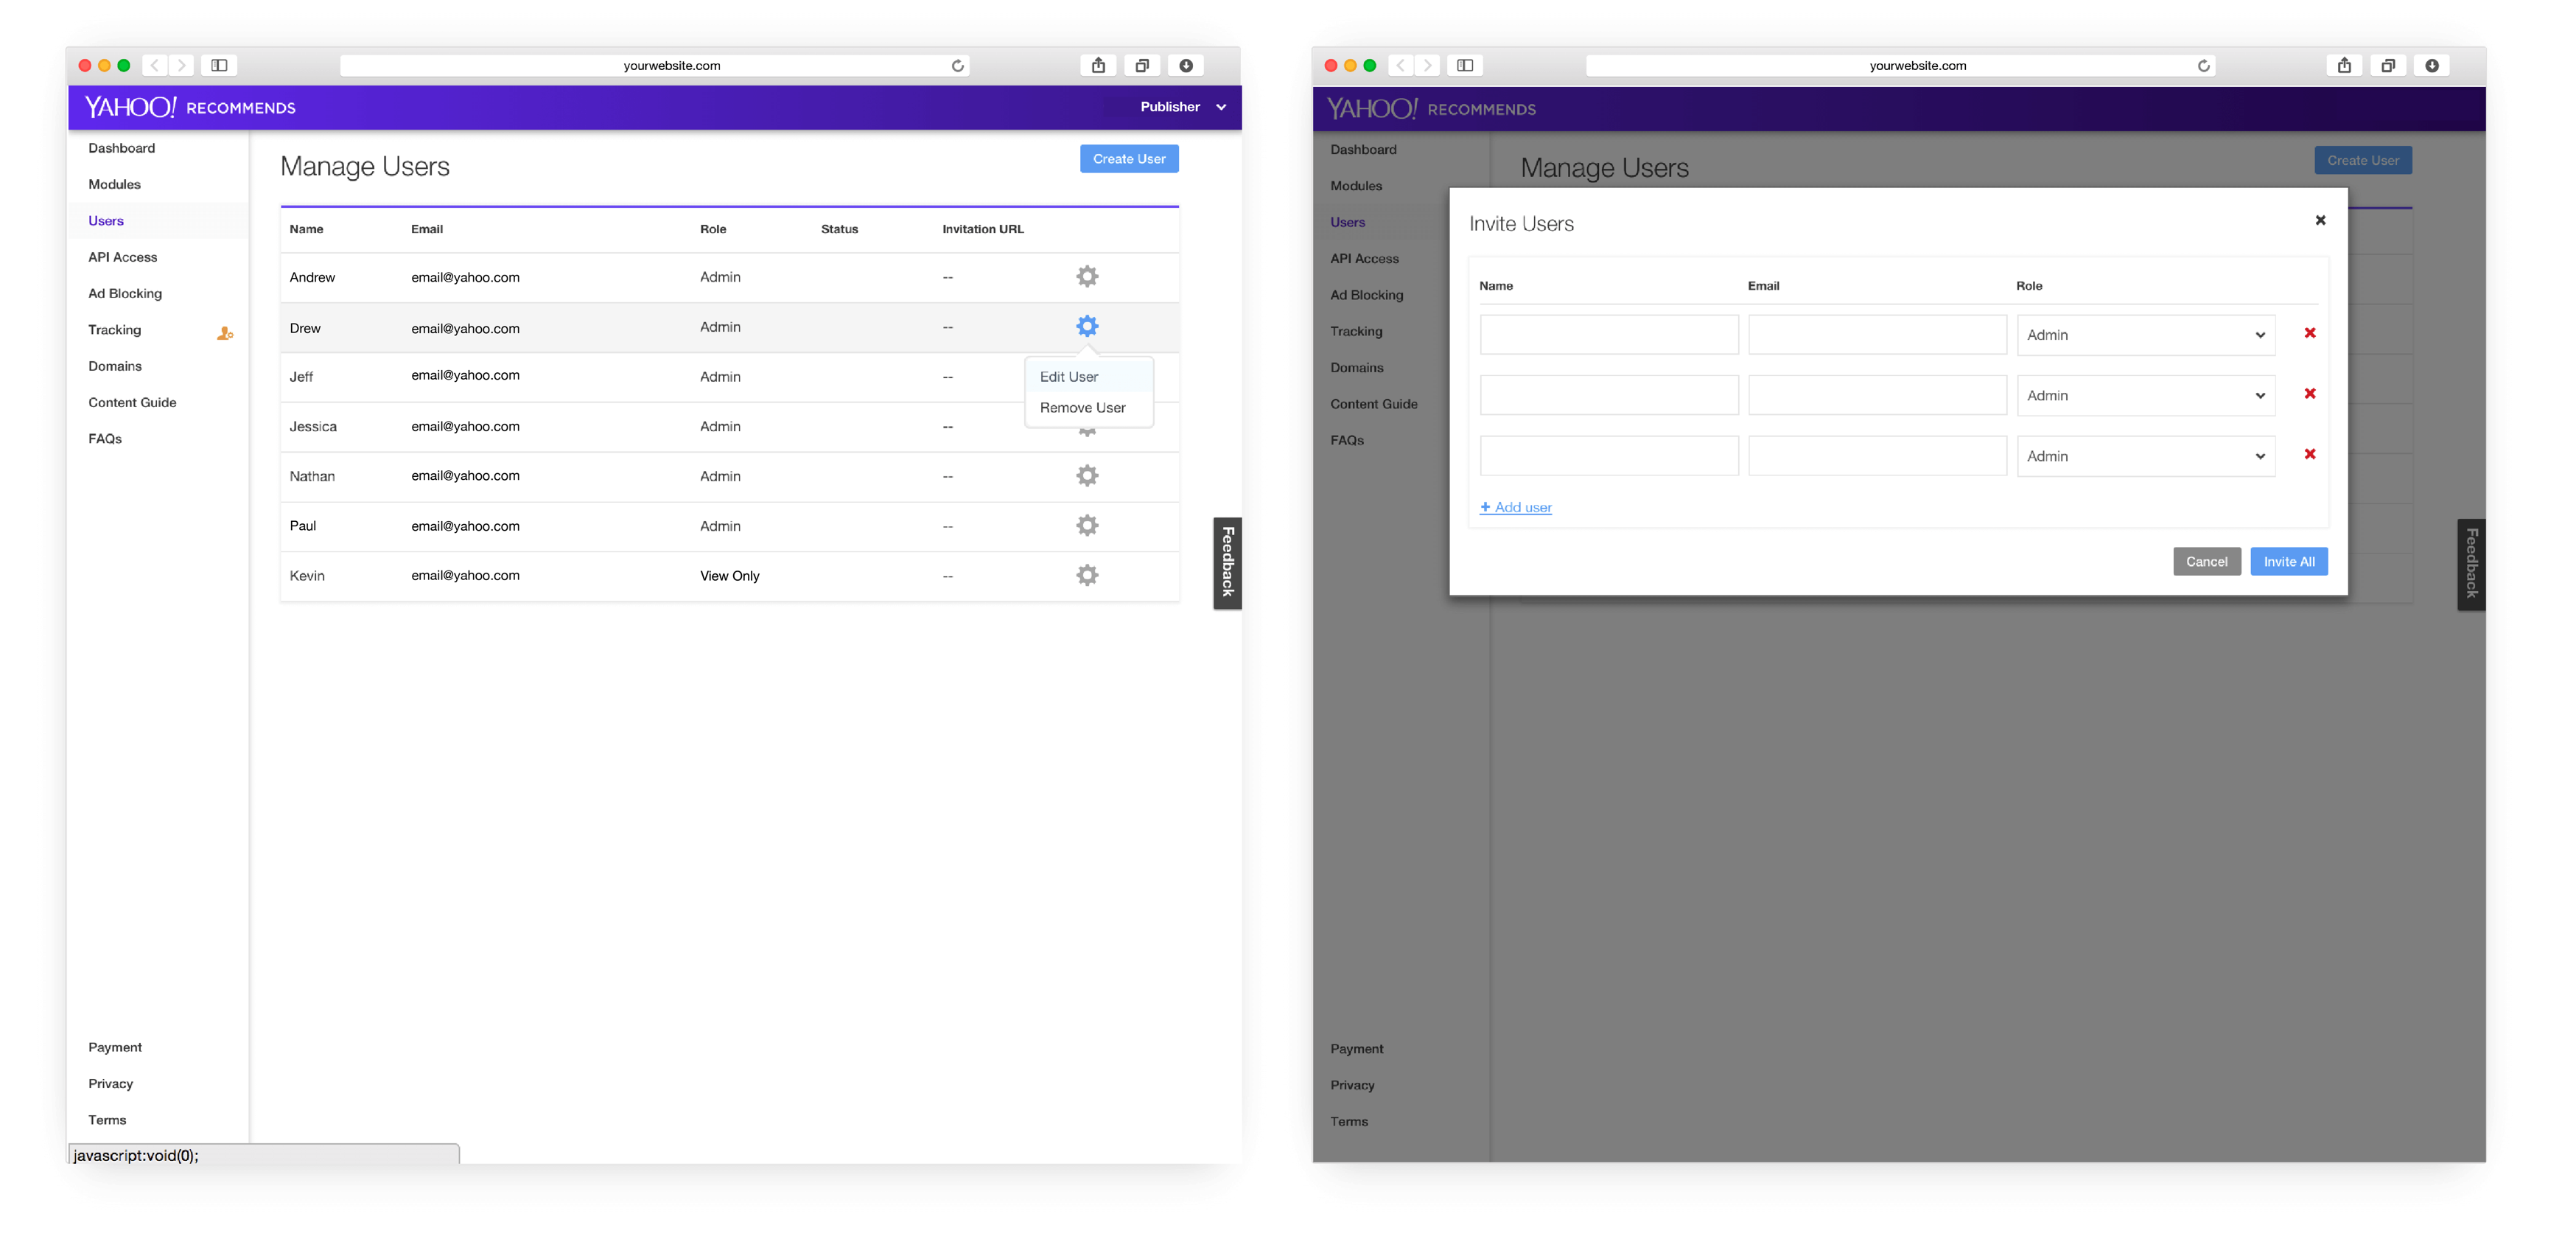 yourwebsite.com
YAHOO! RECOMMENDS
Publisher
Dashboard
Modules
Users
API Access
Ad Blocking
Tracking
Domains
Content Guide
FAQs
Payment
Privacy
Terms
javascript:void(0);
Manage Users
Create User
Name Email Role Status Invitation URL
Andrew email@yahoo.com Admin --
Drew email@yahoo.com Admin --
Jeff email@yahoo.com Admin --
Edit User
Remove User
Jessica email@yahoo.com Admin --
Nathan email@yahoo.com Admin --
Paul email@yahoo.com Admin --
Kevin email@yahoo.com View Only --
Feedback
yourwebsite.com
YAHOO! RECOMMENDS
Dashboard
Modules
Users
API Access
Ad Blocking
Tracking
Domains
Content Guide
FAQs
Payment
Privacy
Terms
Manage Users
Create User
Invite Users
Name Email Role
Admin
Admin
Admin
+ Add user
Cancel Invite All
Feedback